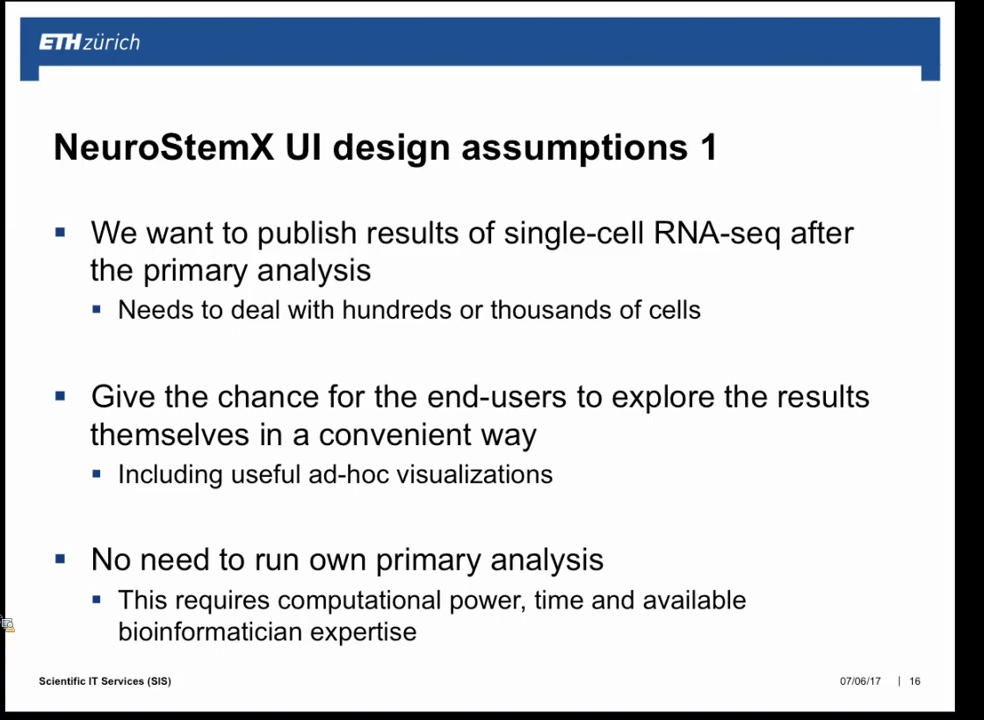 ETH zürich
NeuroStemX UI design assumptions 1
▪ We want to publish results of single-cell RNA-seq after
the primary analysis
▪ Needs to deal with hundreds or thousands of cells
▪ Give the chance for the end-users to explore the results
themselves in a convenient way
▪ Including useful ad-hoc visualizations
▪ No need to run own primary analysis
▪ This requires computational power, time and available
bioinformatician expertise
Scientific IT Services (SIS) 07/06/17 | 16